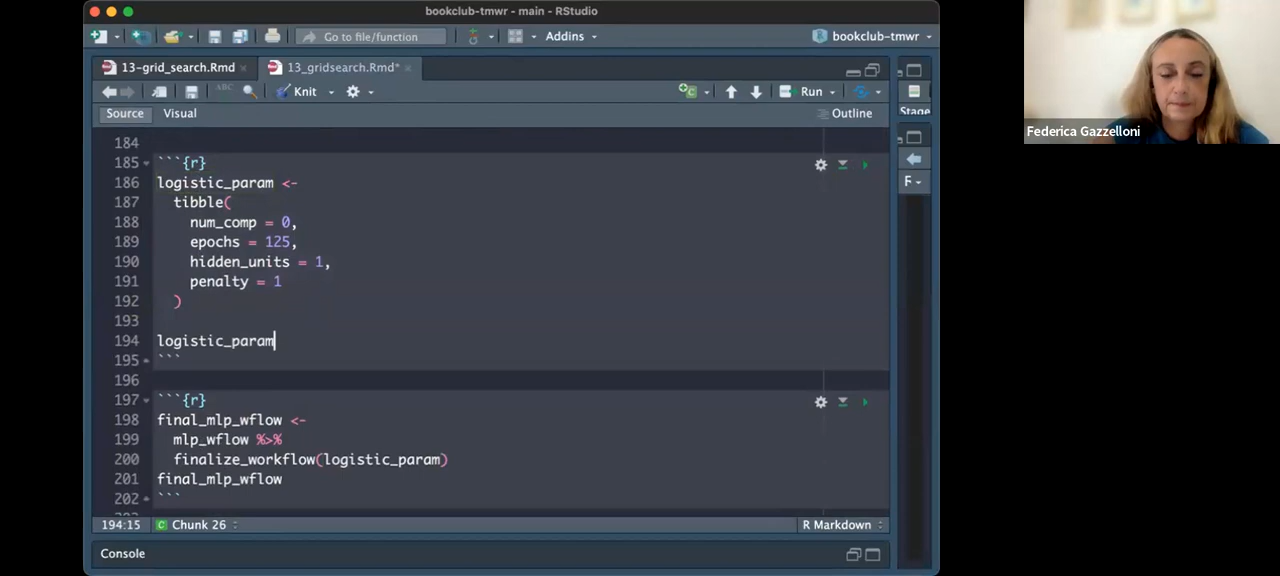 bookclub-tmwr - main - RStudio
Go to file/function
Addins
bookclub-tmwr
13-grid_search.Rmd
13_gridsearch.Rmd*
ABC
Knit
Run
Source
Visual
Outline
Stage
F
184
185 ```{r}
186 logistic_param <-
187 tibble(
188 num_comp = 0,
189 epochs = 125,
190 hidden_units = 1,
191 penalty = 1
192 )
193
194 logistic_param
195 ```
196
197 ```{r}
198 final_mlp_wflow <-
199 mlp_wflow %>%
200 finalize_workflow(logistic_param)
201 final_mlp_wflow
202 ```
194:15
C Chunk 26
R Markdown
Console
Federica Gazzelloni